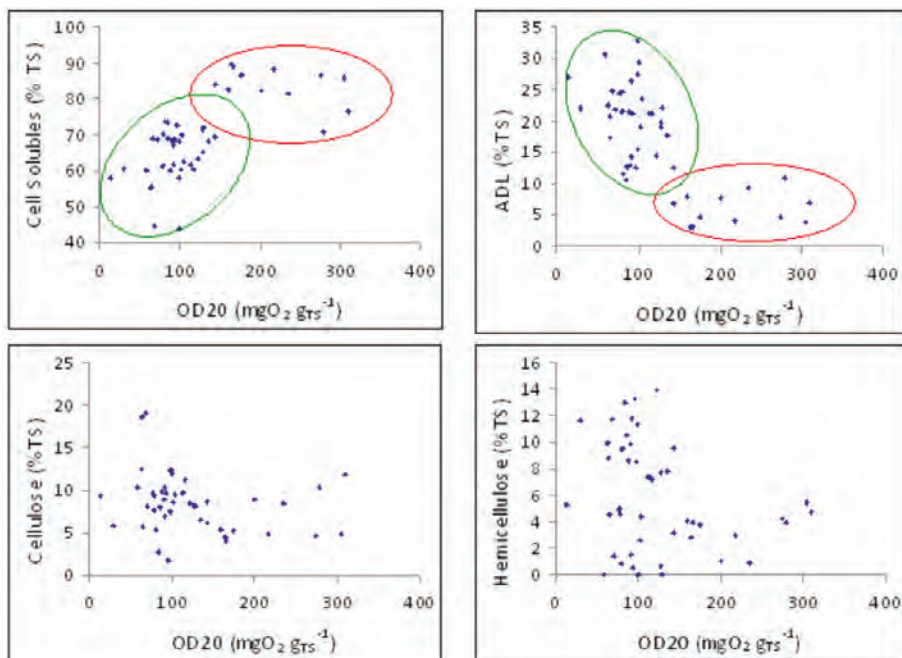 Cell solubles (% TS)
100
90
80
70
60
50
40
0 100 200 300 400
OD20 (mgO₂ gTS⁻¹)
ADL (%TS)
35
30
25
20
15
10
5
0
0 100 200 300 400
OD20 (mgO₂ gTS⁻¹)
Cellulose (%TS)
25
20
15
10
5
0
0 100 200 300 400
OD20 (mgO₂ gTS⁻¹)
Hemicellulose (%TS)
16
14
12
10
8
6
4
2
0
0 100 200 300 400
OD20 (mgO₂ gTS⁻¹)